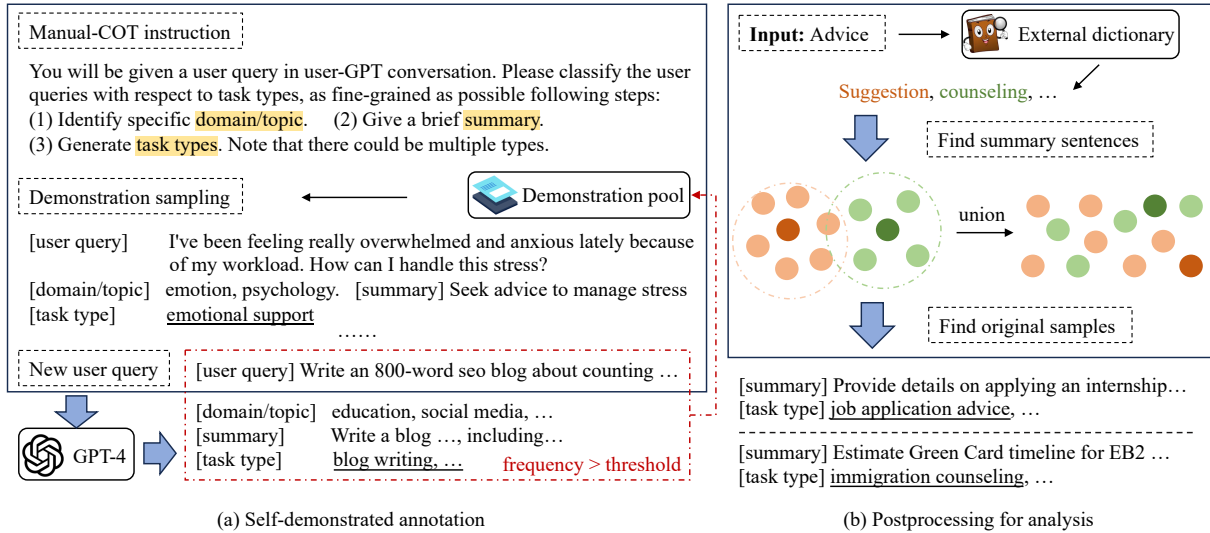 Manual-COT instruction
You will be given a user query in user-GPT conversation. Please classify the user
queries with respect to task types, as fine-grained as possible following steps:
(1) Identify specific domain/topic. (2) Give a brief summary.
(3) Generate task types. Note that there could be multiple types.
Demonstration sampling
Demonstration pool
[user query] I've been feeling really overwhelmed and anxious lately because
of my workload. How can I handle this stress?
[domain/topic] emotion, psychology. [summary] Seek advice to manage stress
[task type] emotional support
……
New user query
[user query] Write an 800-word seo blog about counting …
[domain/topic] education, social media, …
[summary] Write a blog …, including…
[task type] blog writing, …
frequency > threshold
GPT-4
(a) Self-demonstrated annotation
Input: Advice
External dictionary
Suggestion, counseling, …
Find summary sentences
union
Find original samples
[summary] Provide details on applying an internship…
[task type] job application advice, …
[summary] Estimate Green Card timeline for EB2 …
[task type] immigration counseling, …
(b) Postprocessing for analysis